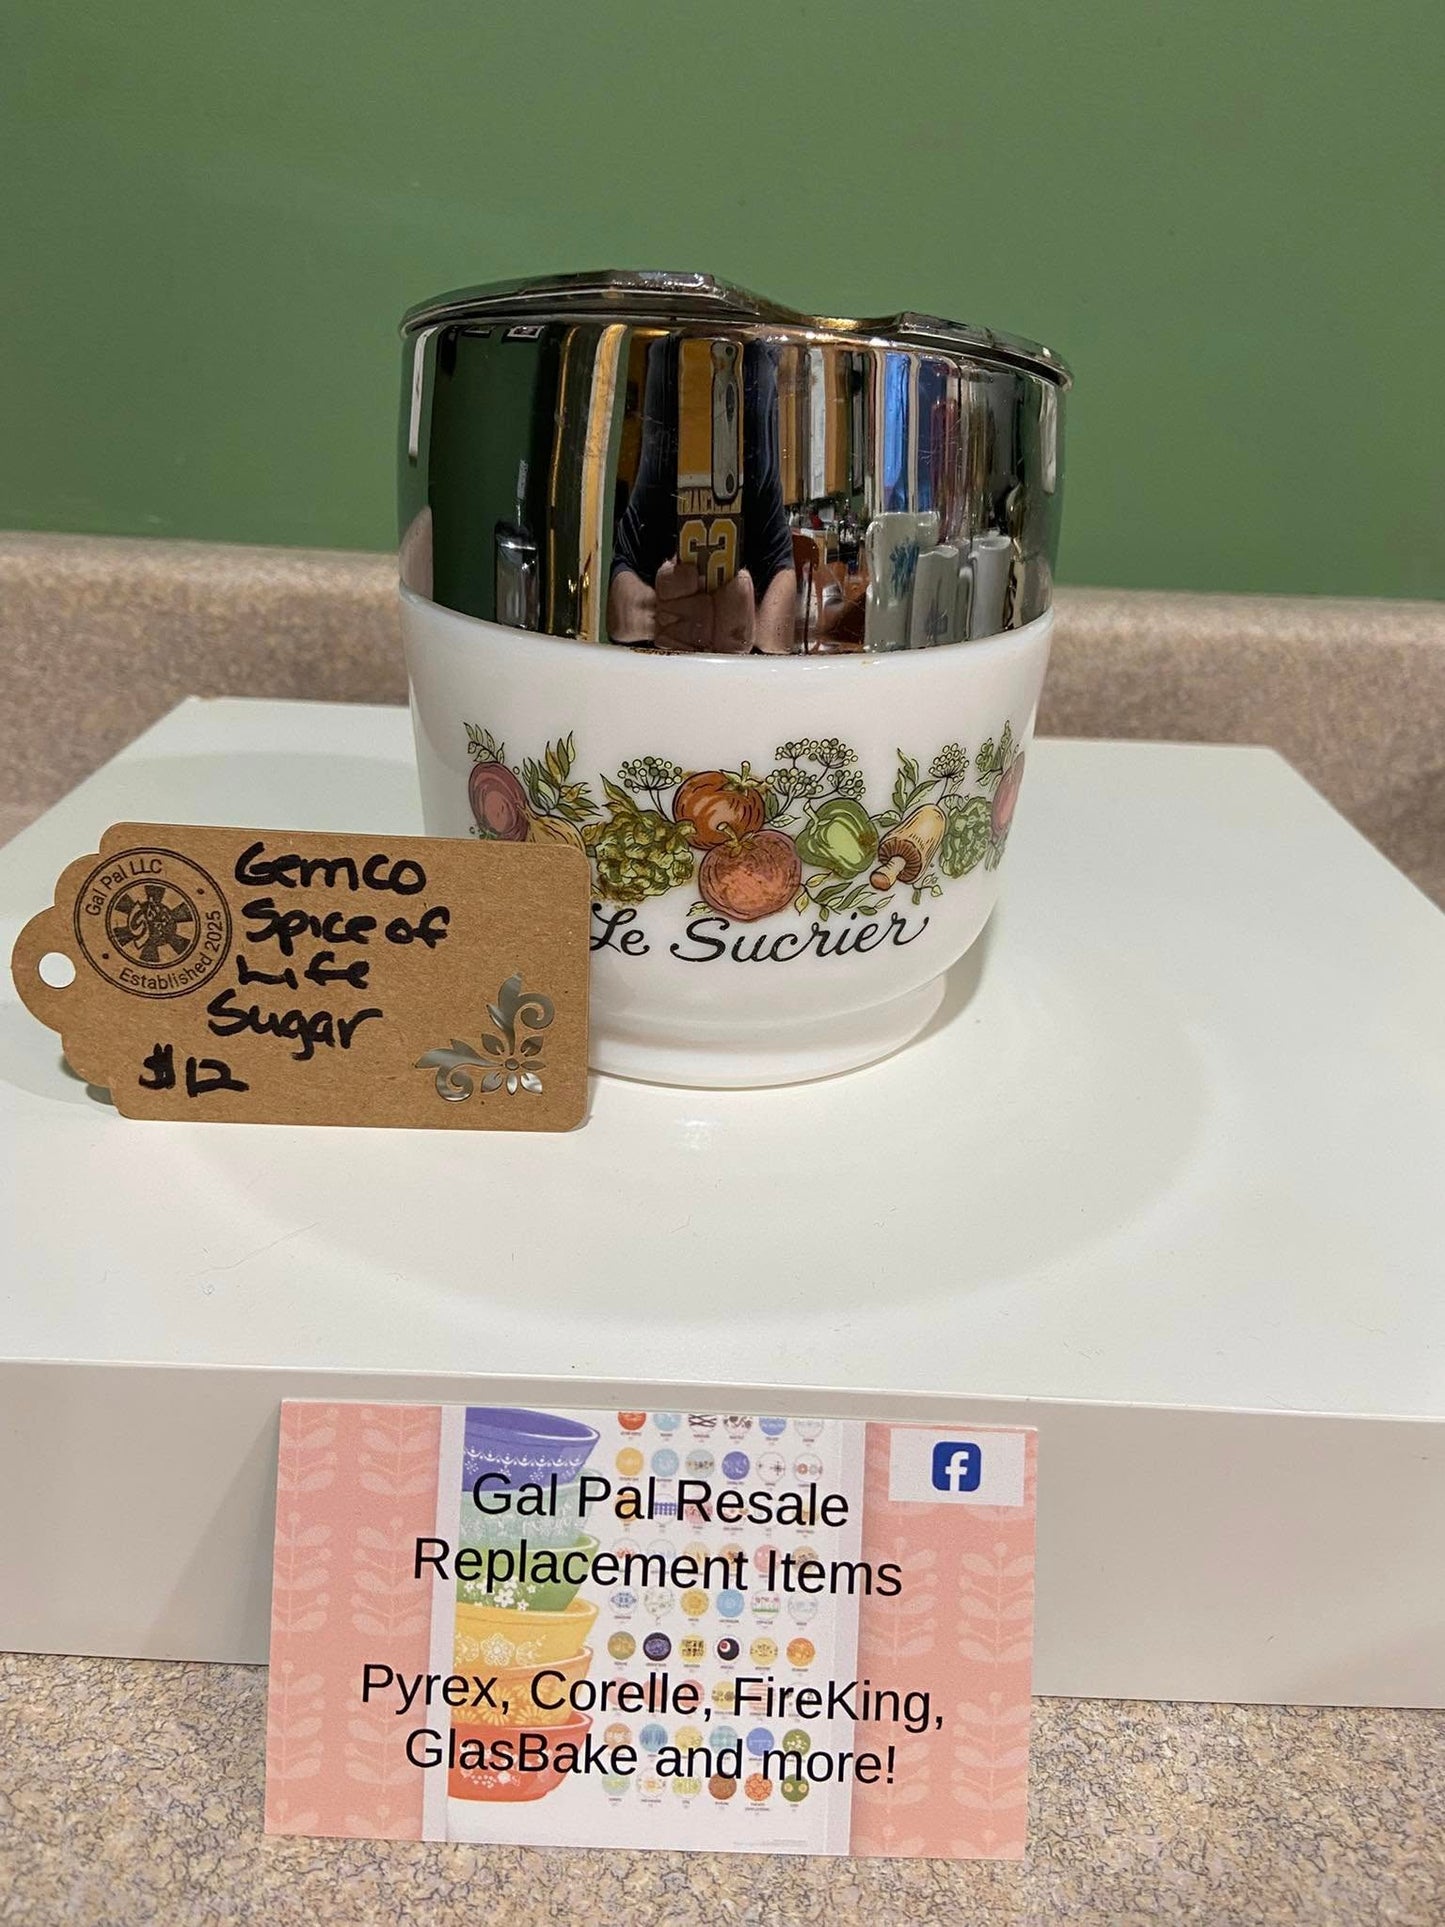 Le Sucrier
Gal Pal LLC
Established 2025
Gemco
Spice of
Life
Sugar
$12
Gal Pal Resale
Replacement Items
Pyrex, Corelle, FireKing,
GlasBake and more!